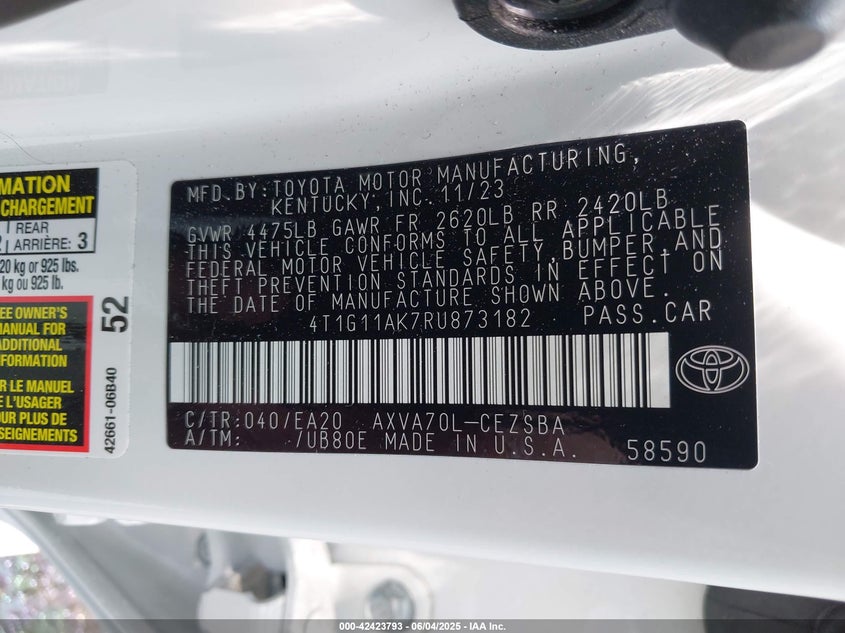 MATION
CHARGEMENT
1 REAR
ARRIÈRE: 3
20 kg or 925 lbs.
kg ou 925 lb.
EE OWNER'S
MANUAL FOR
ADDITIONAL
NFORMATION
R LE MANUEL
E L'USAGER
R PLUS DE
NSEIGNEMENTS
52
42661-06B40
MFD.BY:TOYOTA MOTOR MANUFACTURING,
KENTUCKY,INC.11/23
GVWR 4475LB GAWR FR 2620LB RR 2420LB
THIS VEHICLE CONFORMS TO ALL APPLICABLE
FEDERAL MOTOR VEHICLE SAFETY,BUMPER,AND
THEFT PREVENTION STANDARDS IN EFFECT ON
THE DATE OF MANUFACTURE SHOWN ABOVE.
4T1G11AK7RU873182 PASS.CAR
C/TR:040/EA20 AXVA70L-CEZSBA
A/TM: /UB80E MADE IN U.S.A. 58590
000-42423793 - 06/04/2025 - IAA Inc.